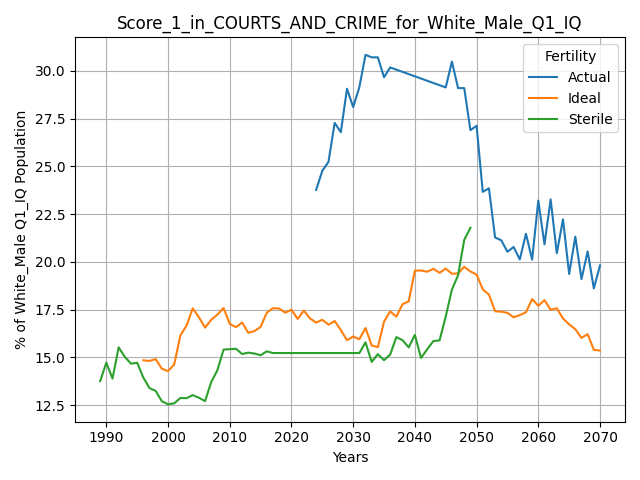 Score_1_in_COURTS_AND_CRIME_for_White_Male_Q1_IQ
% of White_Male Q1_IQ Population
30.0
27.5
25.0
22.5
20.0
17.5
15.0
12.5
Fertility
Actual
Ideal
Sterile
1990 2000 2010 2020 2030 2040 2050 2060 2070
Years